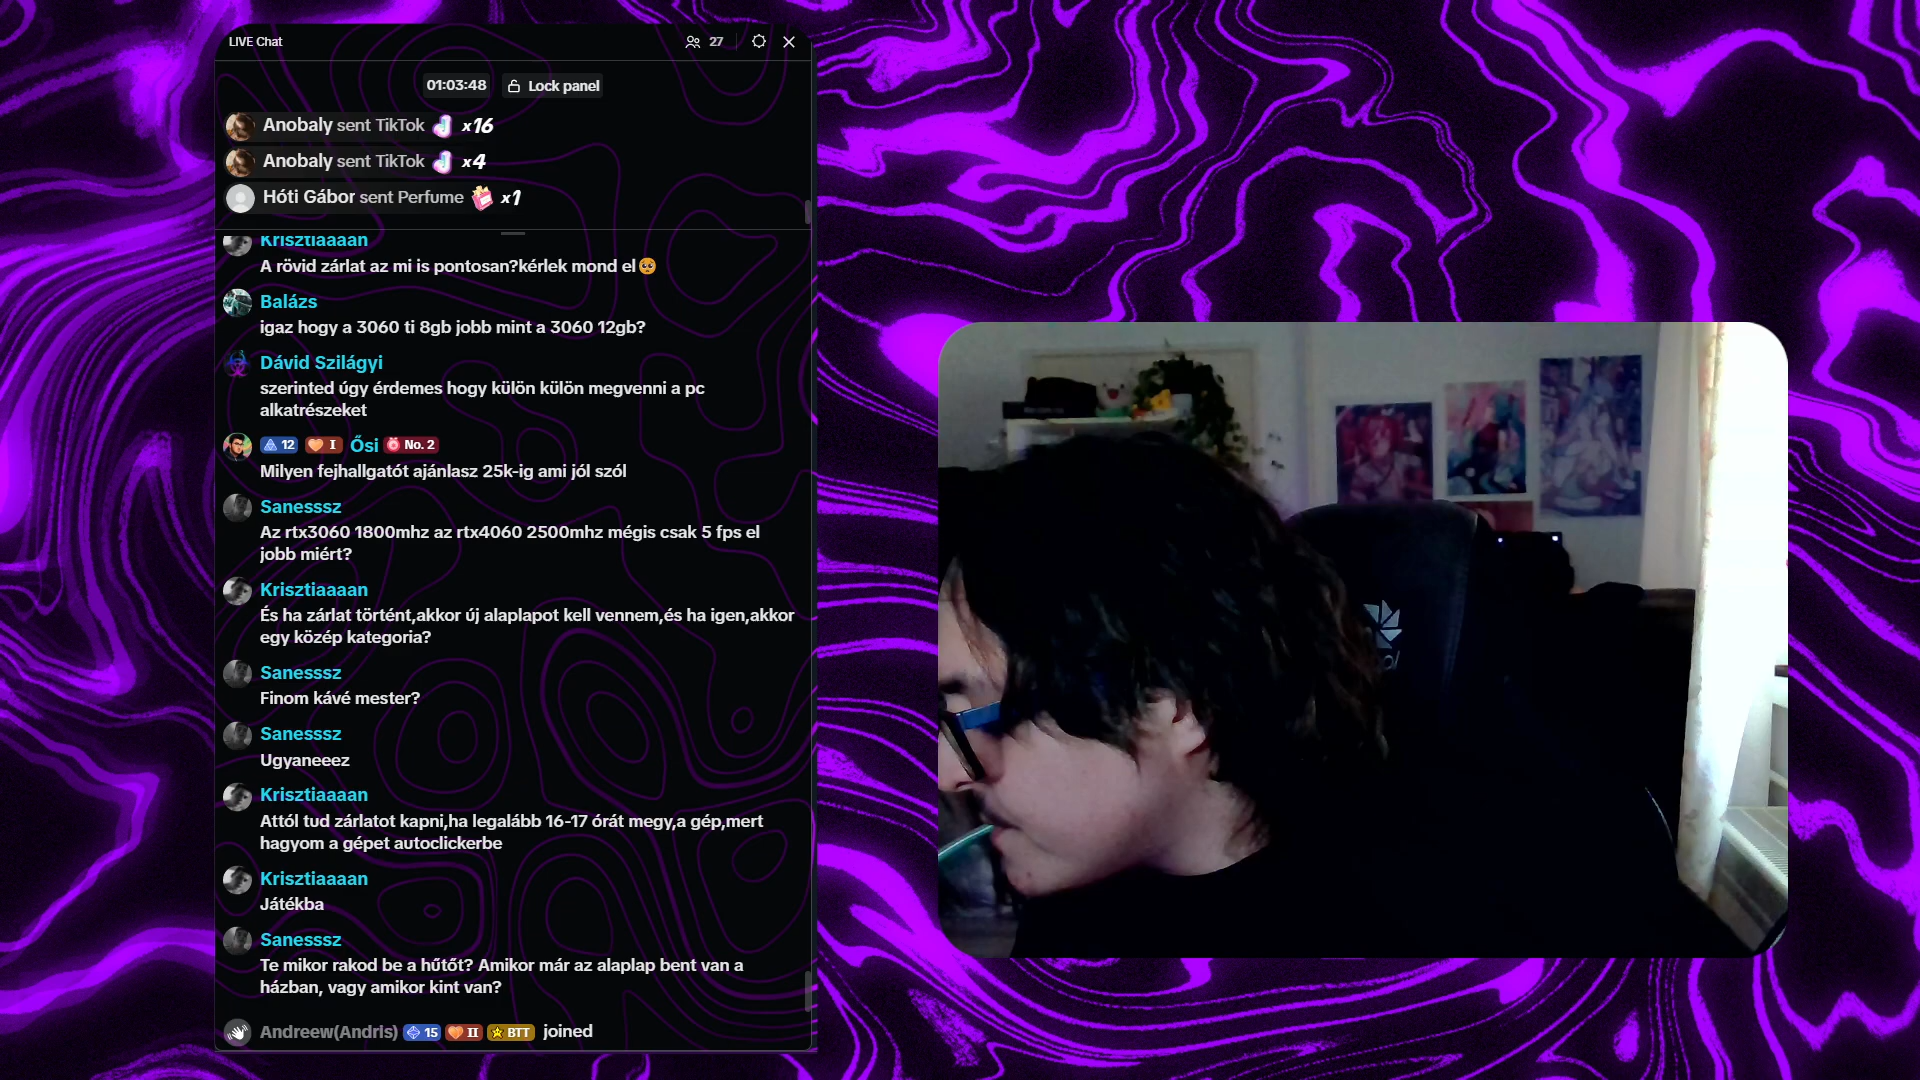 LIVE Chat
27
01:03:48 Lock panel
Anobaly sent TikTok x16
Anobaly sent TikTok x4
Hóti Gábor sent Perfume x1
Krisztiaaaan
A rövid zárlat az mi is pontosan?kérlek mond el🥺
Balázs
igaz hogy a 3060 ti 8gb jobb mint a 3060 12gb?
Dávid Szilágyi
szerinted úgy érdemes hogy külön külön megvenni a pc
alkatrészeket
12 I Ősi No. 2
Milyen fejhallgatót ajánlasz 25k-ig ami jól szól
Sanesssz
Az rtx3060 1800mhz az rtx4060 2500mhz mégis csak 5 fps el
jobb miért?
Krisztiaaaan
És ha zárlat történt,akkor új alaplapot kell vennem,és ha igen,akkor
egy közép kategoria?
Sanesssz
Finom kávé mester?
Sanesssz
Ugyaneeez
Krisztiaaaan
Attól tud zárlatot kapni,ha legalább 16-17 órát megy,a gép,mert
hagyom a gépet autoclickerbe
Krisztiaaaan
Játékba
Sanesssz
Te mikor rakod be a hűtőt? Amikor már az alaplap bent van a
házban, vagy amikor kint van?
Andreew(Andris) 15 II BTT joined